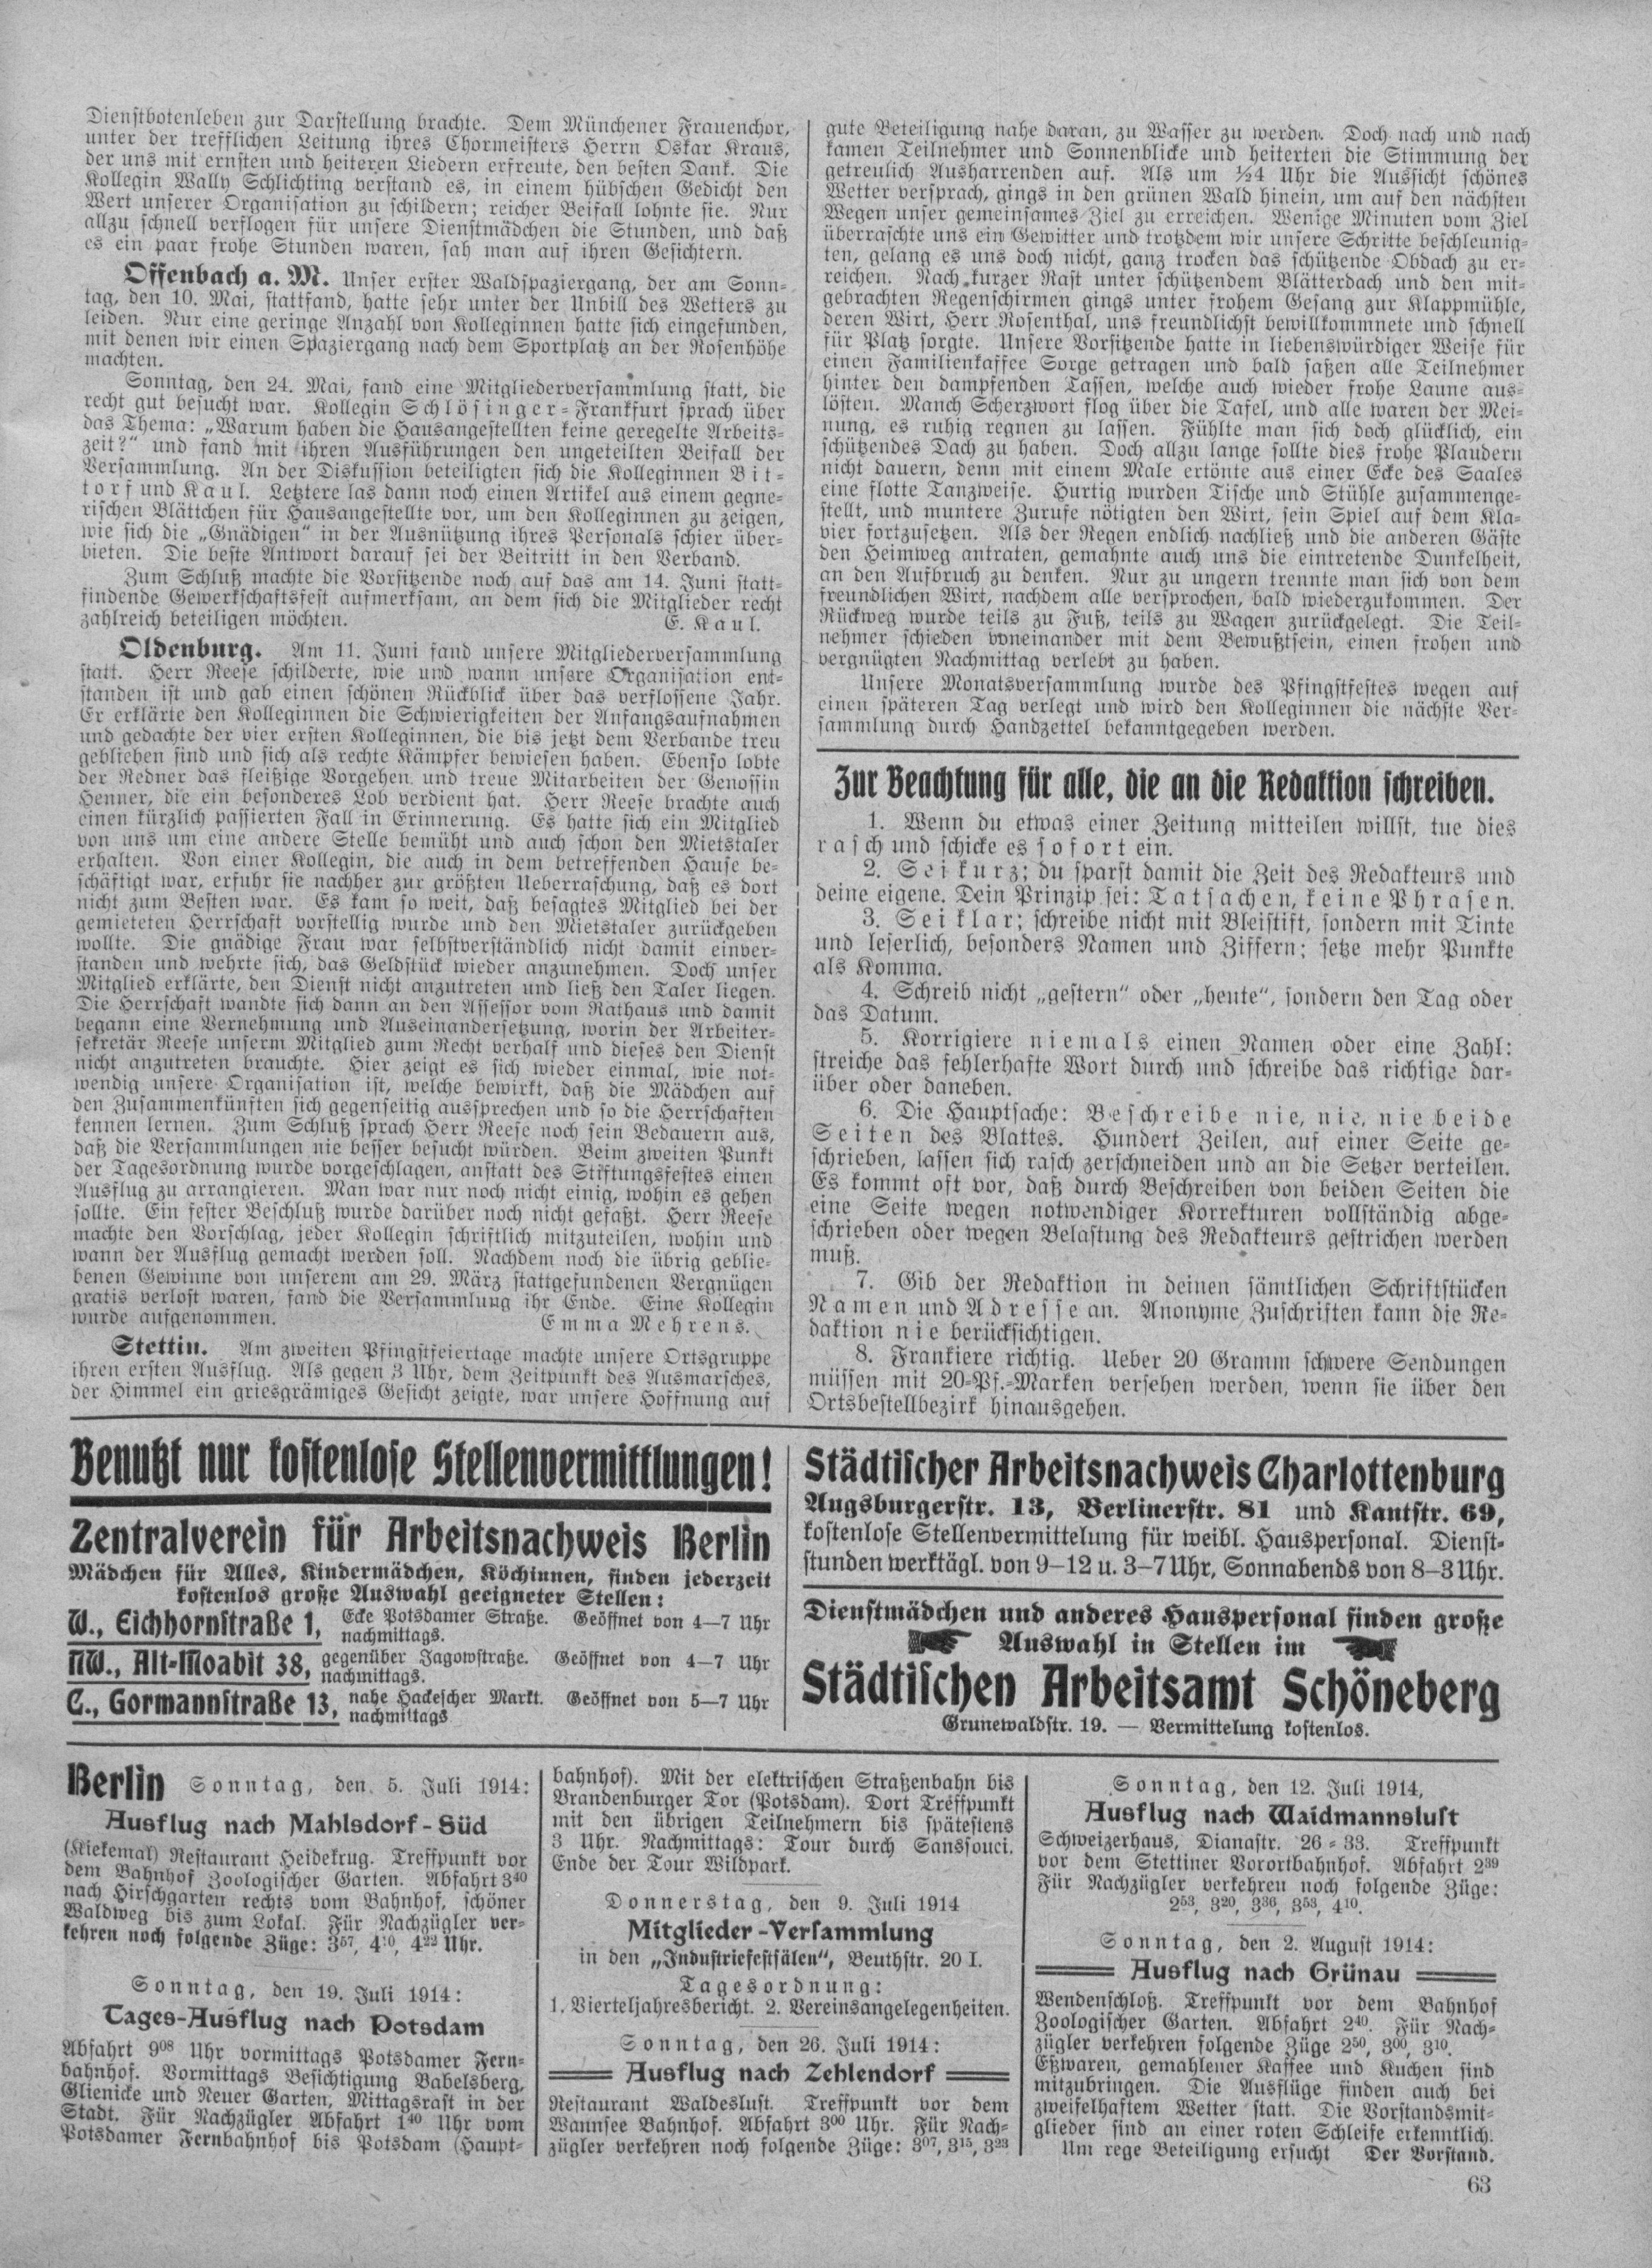 Dienstbotenleben zur Darstellung brachte. Dem Münchener Frauenchor,
unter der trefflichen Leitung ihres Chormeisters Herrn Oskar Kraus,
der uns mit ernsten und heiteren Liedern erfreute, den besten Dank. Die
Kollegin Wally Schlichting verstand es, in einem hübschen Gedicht den
Wert unserer Organisation zu schildern; reicher Beifall lohnte sie. Nur
allzu schnell verflogen für unsere Dienstmädchen die Stunden, und daß
es ein paar frohe Stunden waren, sah man auf ihren Gesichtern.
Offenbach a. M. Unser erster Waldspaziergang, der am Sonn-
tag, den 10. Mai, stattfand, hatte sehr unter der Unbill des Wetters zu
leiden. Nur eine geringe Anzahl von Kolleginnen hatte sich eingefunden,
mit denen wir einen Spaziergang nach dem Sportplatz an der Rosenhöhe
machten.
Sonntag, den 24. Mai, fand eine Mitgliederversammlung statt, die
recht gut besucht war. Kollegin Schlösinger-Frankfurt sprach über
das Thema: „Warum haben die Hausangestellten keine geregelte Arbeits-
zeit?“ und fand mit ihren Ausführungen den ungeteilten Beifall der
Versammlung. An der Diskussion beteiligten sich die Kolleginnen Bit-
torf und Kaul. Letztere las dann noch einen Artikel aus einem gegne-
rischen Blättchen für Hausangestellte vor, um den Kolleginnen zu zeigen,
wie sich die „Gnädigen“ in der Ausnützung ihres Personals schier über-
bieten. Die beste Antwort darauf sei der Beitritt in den Verband.
Zum Schluß machte die Vorsitzende noch auf das am 14. Juni statt-
findende Gewerkschaftsfest aufmerksam, an dem sich die Mitglieder recht
zahlreich beteiligen möchten. E. Kaul.
Oldenburg. Am 11. Juni fand unsere Mitgliederversammlung
statt. Herr Reese schilderte, wie und wann unsere Organisation ent-
standen ist und gab einen schönen Rückblick über das verflossene Jahr.
Er erklärte den Kolleginnen die Schwierigkeiten der Anfangsaufnahmen
und gedachte der vier ersten Kolleginnen, die bis jetzt dem Verbande treu
geblieben sind und sich als rechte Kämpfer bewiesen haben. Ebenso lobte
der Redner das fleißige Vorgehen und treue Mitarbeiten der Genossin
Henner, die ein besonderes Lob verdient hat. Herr Reese brachte auch
einen kürzlich passierten Fall in Erinnerung. Es hatte sich ein Mitglied
von uns um eine andere Stelle bemüht und auch schon den Mietstaler
erhalten. Von einer Kollegin, die auch in dem betreffenden Hause be-
schäftigt war, erfuhr sie nachher zur größten Ueberraschung, daß es dort
nicht zum Besten war. Es kam so weit, daß besagtes Mitglied bei der
gemieteten Herrschaft vorstellig wurde und den Mietstaler zurückgeben
wollte. Die gnädige Frau war selbstverständlich nicht damit einver-
standen und wehrte sich, das Geldstück wieder anzunehmen. Doch unser
Mitglied erklärte, den Dienst nicht anzutreten und ließ den Taler liegen.
Die Herrschaft wandte sich dann an den Assessor vom Rathaus und damit
begann eine Vernehmung und Auseinandersetzung, worin der Arbeiter-
sekretär Reese unserm Mitglied zum Recht verhalf und dieses den Dienst
nicht anzutreten brauchte. Hier zeigt es sich wieder einmal, wie not-
wendig unsere Organisation ist, welche bewirkt, daß die Mädchen auf
den Zusammenkünften sich gegenseitig aussprechen und so die Herrschaften
kennen lernen. Zum Schluß sprach Herr Reese noch sein Bedauern aus,
daß die Versammlungen nie besser besucht würden. Beim zweiten Punkt
der Tagesordnung wurde vorgeschlagen, anstatt des Stiftungsfestes einen
Ausflug zu arrangieren. Man war nur noch nicht einig, wohin es gehen
sollte. Ein fester Beschluß wurde darüber noch nicht gefaßt. Herr Reese
machte den Vorschlag, jeder Kollegin schriftlich mitzuteilen, wohin und
wann der Ausflug gemacht werden soll. Nachdem noch die übrig geblie-
benen Gewinne von unserem am 29. März stattgefundenen Vergnügen
gratis verlost waren, fand die Versammlung ihr Ende. Eine Kollegin
wurde aufgenommen. Emma Mehrens.
Stettin. Am zweiten Pfingstfeiertage machte unsere Ortsgruppe
ihren ersten Ausflug. Als gegen 3 Uhr, dem Zeitpunkt des Ausmarsches,
der Himmel ein griesgrämiges Gesicht zeigte, war unsere Hoffnung auf
gute Beteiligung nahe daran, zu Wasser zu werden. Doch nach und nach
kamen Teilnehmer und Sonnenblicke und heiterten die Stimmung der
getreulich Ausharrenden auf. Als um ½4 Uhr die Aussicht schönes
Wetter versprach, gings in den grünen Wald hinein, um auf den nächsten
Wegen unser gemeinsames Ziel zu erreichen. Wenige Minuten vom Ziel
überraschte uns ein Gewitter und trotzdem wir unsere Schritte beschleunig-
ten, gelang es uns doch nicht, ganz trocken das schützende Obdach zu er-
reichen. Nach kurzer Rast unter schützendem Blätterdach und den mit-
gebrachten Regenschirmen gings unter frohem Gesang zur Klappmühle,
deren Wirt, Herr Rosenthal, uns freundlichst bewillkommnete und schnell
für Platz sorgte. Unsere Vorsitzende hatte in liebenswürdiger Weise für
einen Familienkaffee Sorge getragen und bald saßen alle Teilnehmer
hinter den dampfenden Tassen, welche auch wieder frohe Laune aus-
lösten. Manch Scherzwort flog über die Tafel, und alle waren der Mei-
nung, es ruhig regnen zu lassen. Fühlte man sich doch glücklich, ein
schützendes Dach zu haben. Doch allzu lange sollte dies frohe Plaudern
nicht dauern, denn mit einem Male ertönte aus einer Ecke des Saales
eine flotte Tanzweise. Hurtig wurden Tische und Stühle zusammenge-
stellt, und muntere Zurufe nötigten den Wirt, sein Spiel auf dem Kla-
vier fortzusetzen. Als der Regen endlich nachließ und die anderen Gäste
den Heimweg antraten, gemahnte auch uns die eintretende Dunkelheit,
an den Aufbruch zu denken. Nur zu ungern trennte man sich von dem
freundlichen Wirt, nachdem alle versprochen, bald wiederzukommen. Der
Rückweg wurde teils zu Fuß, teils zu Wagen zurückgelegt. Die Teil-
nehmer schieden voneinander mit dem Bewußtsein, einen frohen und
vergnügten Nachmittag verlebt zu haben.
Unsere Monatsversammlung wurde des Pfingstfestes wegen auf
einen späteren Tag verlegt und wird den Kolleginnen die nächste Ver-
sammlung durch Handzettel bekanntgegeben werden.
Zur Beachtung für alle, die an die Redaktion schreiben.
1. Wenn du etwas einer Zeitung mitteilen willst, tue dies
rasch und schicke es sofort ein.
2. Sei kurz; du sparst damit die Zeit des Redakteurs und
deine eigene. Dein Prinzip sei: Tatsachen, keine Phrasen.
3. Sei klar; schreibe nicht mit Bleistift, sondern mit Tinte
und leserlich, besonders Namen und Ziffern; setze mehr Punkte
als Komma.
4. Schreib nicht „gestern“ oder „heute“, sondern den Tag oder
das Datum.
5. Korrigiere niemals einen Namen oder eine Zahl:
streiche das fehlerhafte Wort durch und schreibe das richtige dar-
über oder daneben.
6. Die Hauptsache: Beschreibe nie, nie, nie beide
Seiten des Blattes. Hundert Zeilen, auf einer Seite ge-
schrieben, lassen sich rasch zerschneiden und an die Setzer verteilen.
Es kommt oft vor, daß durch Beschreiben von beiden Seiten die
eine Seite wegen notwendiger Korrekturen vollständig abge-
schrieben oder wegen Belastung des Redakteurs gestrichen werden
muß.
7. Gib der Redaktion in deinen sämtlichen Schriftstücken
Namen und Adresse an. Anonyme Zuschriften kann die Re-
daktion nie berücksichtigen.
8. Frankiere richtig. Ueber 20 Gramm schwere Sendungen
müssen mit 20-Pf.-Marken versehen werden, wenn sie über den
Ortsbestellbezirk hinausgehen.
Benutzt nur kostenlose Stellenvermittlungen!
Zentralverein für Arbeitsnachweis Berlin
Mädchen für Alles, Kindermädchen, Köchinnen, finden jederzeit
kostenlos große Auswahl geeigneter Stellen:
W., Eichhornstraße 1, Ecke Potsdamer Straße. Geöffnet von 4—7 Uhr
nachmittags.
NW., Alt-Moabit 38, gegenüber Jagowstraße. Geöffnet von 4—7 Uhr
nachmittags.
C., Gormannstraße 13, nahe Hackescher Markt. Geöffnet von 5—7 Uhr
nachmittags
Städtischer Arbeitsnachweis Charlottenburg
Augsburgerstr. 13, Berlinerstr. 81 und Kantstr. 69,
kostenlose Stellenvermittelung für weibl. Hauspersonal. Dienst-
stunden werktägl. von 9–12 u. 3–7 Uhr, Sonnabends von 8–3 Uhr.
Dienstmädchen und anderes Hauspersonal finden große
Auswahl in Stellen im
Städtischen Arbeitsamt Schöneberg
Grunewaldstr. 19. — Vermittelung kostenlos.
Berlin Sonntag, den 5. Juli 1914:
Ausflug nach Mahlsdorf-Süd
(Kiekemal) Restaurant Heidekrug. Treffpunkt vor
dem Bahnhof Zoologischer Garten. Abfahrt 3⁴⁰
nach Hirschgarten rechts vom Bahnhof, schöner
Waldweg bis zum Lokal. Für Nachzügler ver-
kehren noch folgende Züge: 3⁵⁷, 4¹⁰, 4²² Uhr.
Sonntag, den 19. Juli 1914:
Tages-Ausflug nach Potsdam
Abfahrt 9⁰⁸ Uhr vormittags Potsdamer Fern-
bahnhof. Vormittags Besichtigung Babelsberg,
Glienicke und Neuer Garten, Mittagsrast in der
Stadt. Für Nachzügler Abfahrt 1⁴⁰ Uhr vom
Potsdamer Fernbahnhof bis Potsdam (Haupt-
bahnhof). Mit der elektrischen Straßenbahn bis
Brandenburger Tor (Potsdam). Dort Treffpunkt
mit den übrigen Teilnehmern bis spätestens
3 Uhr. Nachmittags: Tour durch Sanssouci.
Ende der Tour Wildpark.
Donnerstag, den 9. Juli 1914
Mitglieder-Versammlung
in den „Industriefestsälen“, Beuthstr. 20 I.
Tagesordnung:
1. Vierteljahresbericht. 2. Vereinsangelegenheiten.
Sonntag, den 26. Juli 1914:
Ausflug nach Zehlendorf
Restaurant Waldeslust. Treffpunkt vor dem
Wannsee Bahnhof. Abfahrt 3⁰⁰ Uhr. Für Nach-
zügler verkehren noch folgende Züge: 3⁰⁷, 3¹⁵, 3²³
Sonntag, den 12. Juli 1914,
Ausflug nach Waidmannslust
Schweizerhaus, Dianastr. 26-33. Treffpunkt
vor dem Stettiner Vorortbahnhof. Abfahrt 2³⁹
Für Nachzügler verkehren noch folgende Züge:
2⁵³, 3²⁰, 3³⁶, 3⁵³, 4¹⁰.
Sonntag, den 2. August 1914:
Ausflug nach Grünau
Wendenschloß. Treffpunkt vor dem Bahnhof
Zoologischer Garten. Abfahrt 2⁴⁰. Für Nach-
zügler verkehren folgende Züge 2⁵⁰, 3⁰⁰, 3¹⁰.
Eßwaren, gemahlener Kaffee und Kuchen sind
mitzubringen. Die Ausflüge finden auch bei
zweifelhaftem Wetter statt. Die Vorstandsmit-
glieder sind an einer roten Schleife erkenntlich.
Um rege Beteiligung ersucht Der Vorstand.
63